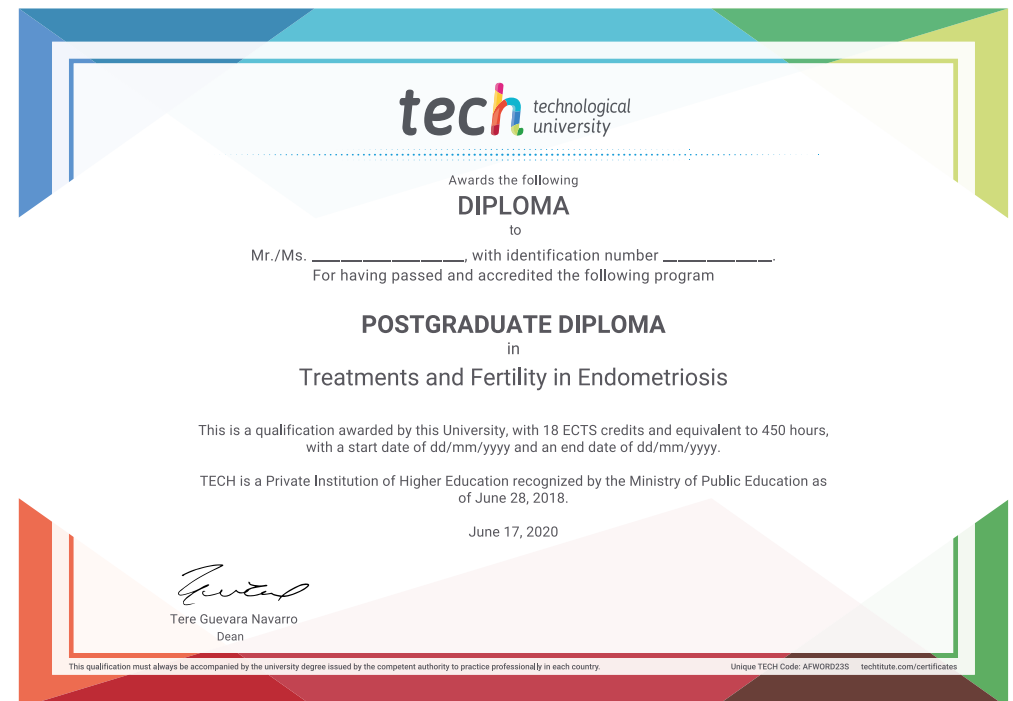 tech technological
university
Awards the following
DIPLOMA
to
Mr./Ms. ____________________, with identification number ______________.
For having passed and accredited the following program
POSTGRADUATE DIPLOMA
in
Treatments and Fertility in Endometriosis
This is a qualification awarded by this University, with 18 ECTS credits and equivalent to 450 hours,
with a start date of dd/mm/yyyy and an end date of dd/mm/yyyy.
TECH is a Private Institution of Higher Education recognized by the Ministry of Public Education as
of June 28, 2018.
June 17, 2020
Tere Guevara Navarro
Dean
This qualification must always be accompanied by the university degree issued by the competent authority to practice professionally in each country.
Unique TECH Code: AFWORD23S techtitute.com/certificates